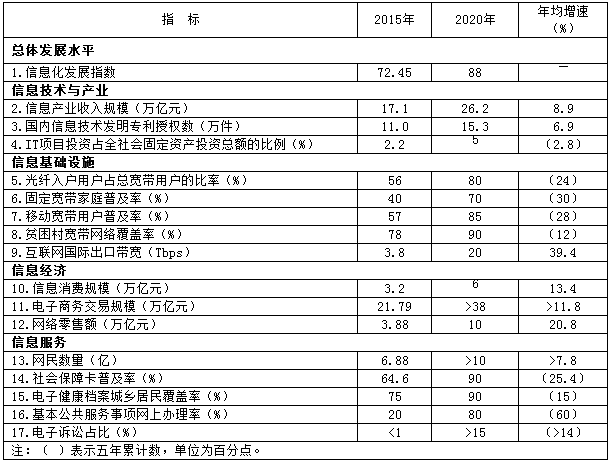 指 标 2015年 2020年 年均增速（%）
总体发展水平
1.信息化发展指数 72.45 88 —
信息技术与产业
2.信息产业收入规模（万亿元） 17.1 26.2 8.9
3.国内信息技术发明专利授权数（万件） 11.0 15.3 6.9
4.IT项目投资占全社会固定资产投资总额的比例（%） 2.2 5 （2.8）
信息基础设施
5.光纤入户用户占总宽带用户的比率（%） 56 80 （24）
6.固定宽带家庭普及率（%） 40 70 （30）
7.移动宽带用户普及率（%） 57 85 （28）
8.贫困村宽带网络覆盖率（%） 78 90 （12）
9.互联网国际出口带宽（Tbps） 3.8 20 39.4
信息经济
10.信息消费规模（万亿元） 3.2 6 13.4
11.电子商务交易规模（万亿元） 21.79 >38 >11.8
12.网络零售额（万亿元） 3.88 10 20.8
信息服务
13.网民数量（亿） 6.88 >10 >7.8
14.社会保障卡普及率（%） 64.6 90 （25.4）
15.电子健康档案城乡居民覆盖率（%） 75 90 （15）
16.基本公共服务事项网上办理率（%） 20 80 （60）
17.电子诉讼占比（%） <1 >15 （>14）
注：（ ）表示五年累计数，单位为百分点。